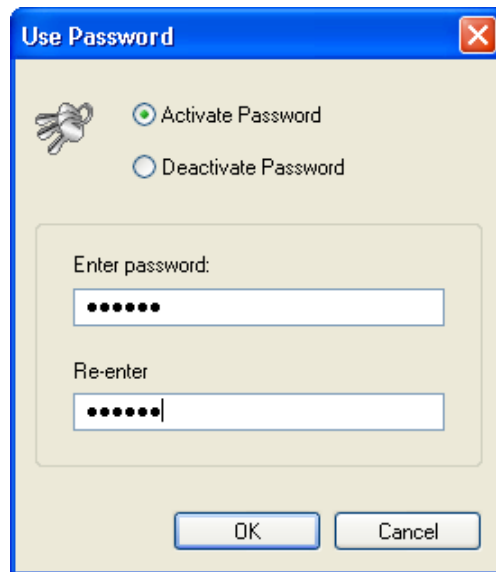 Use Password
Activate Password
Deactivate Password
Enter password:
••••••
Re-enter
••••••
OK Cancel